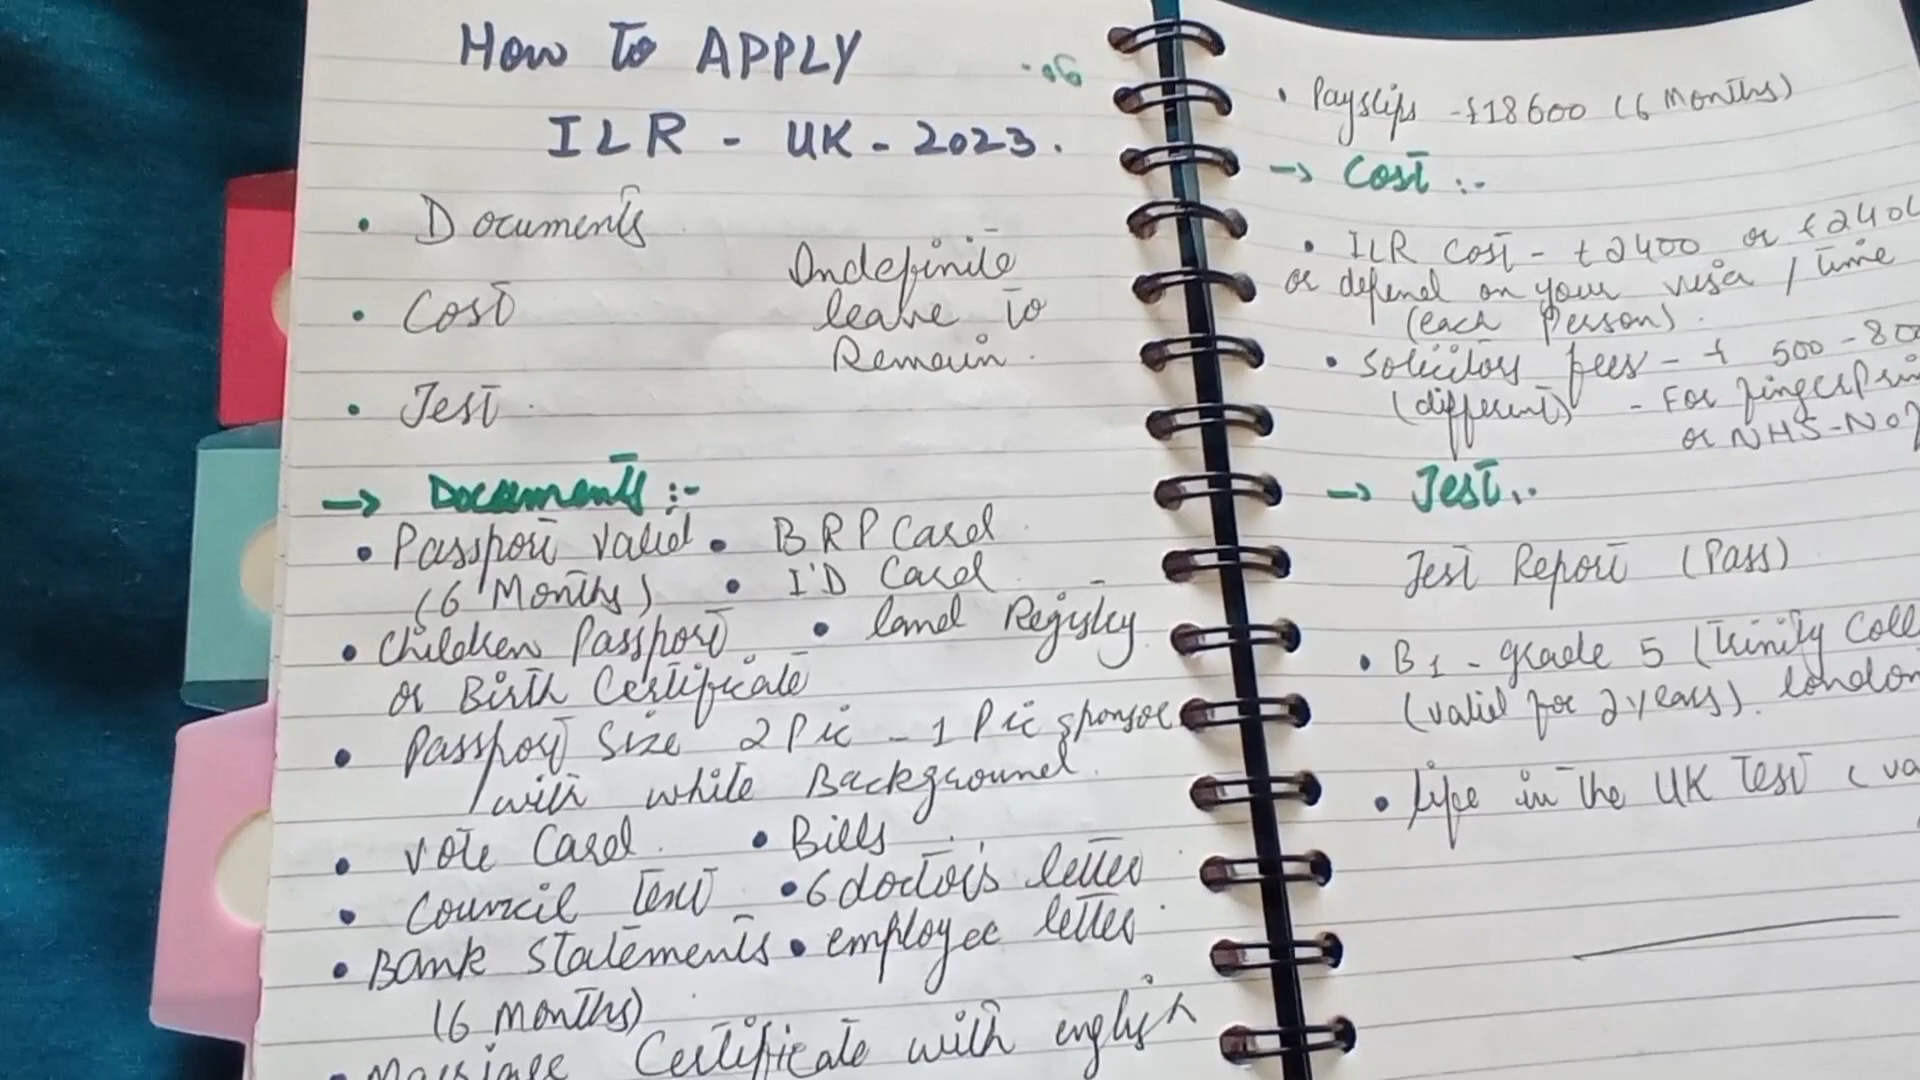 How To APPLY
ILR - UK - 2023.
• Documents
Indefinite
leave to
Remain.
• Cost
• Test
→ Documents :-
• Passport valid
(6 Months)
• BRP Card
• I'D Card
• Children Passport
or Birth Certificate
• land Registry
• Passport Size 2 Pic - 1 Pic sponsor
with white Background.
• Vote Card.
• Bills
• Council Text
• 6 doctor's letter
• Bank statements
(6 months)
• employee letter
• Marriage Certificate with english
• Payslips - £18600 (6 Months)
→ Cost :-
• ILR Cost - £2400 or £240
or depend on your visa / time
(each person).
• solicitors fees - £ 500 - 80
(different) - For
or NHS - No
→ Test :-
Test Report (Pass)
• B1 - grade 5 (Trinity Coll
(valid for 2 years). london
• life in the UK Test (va